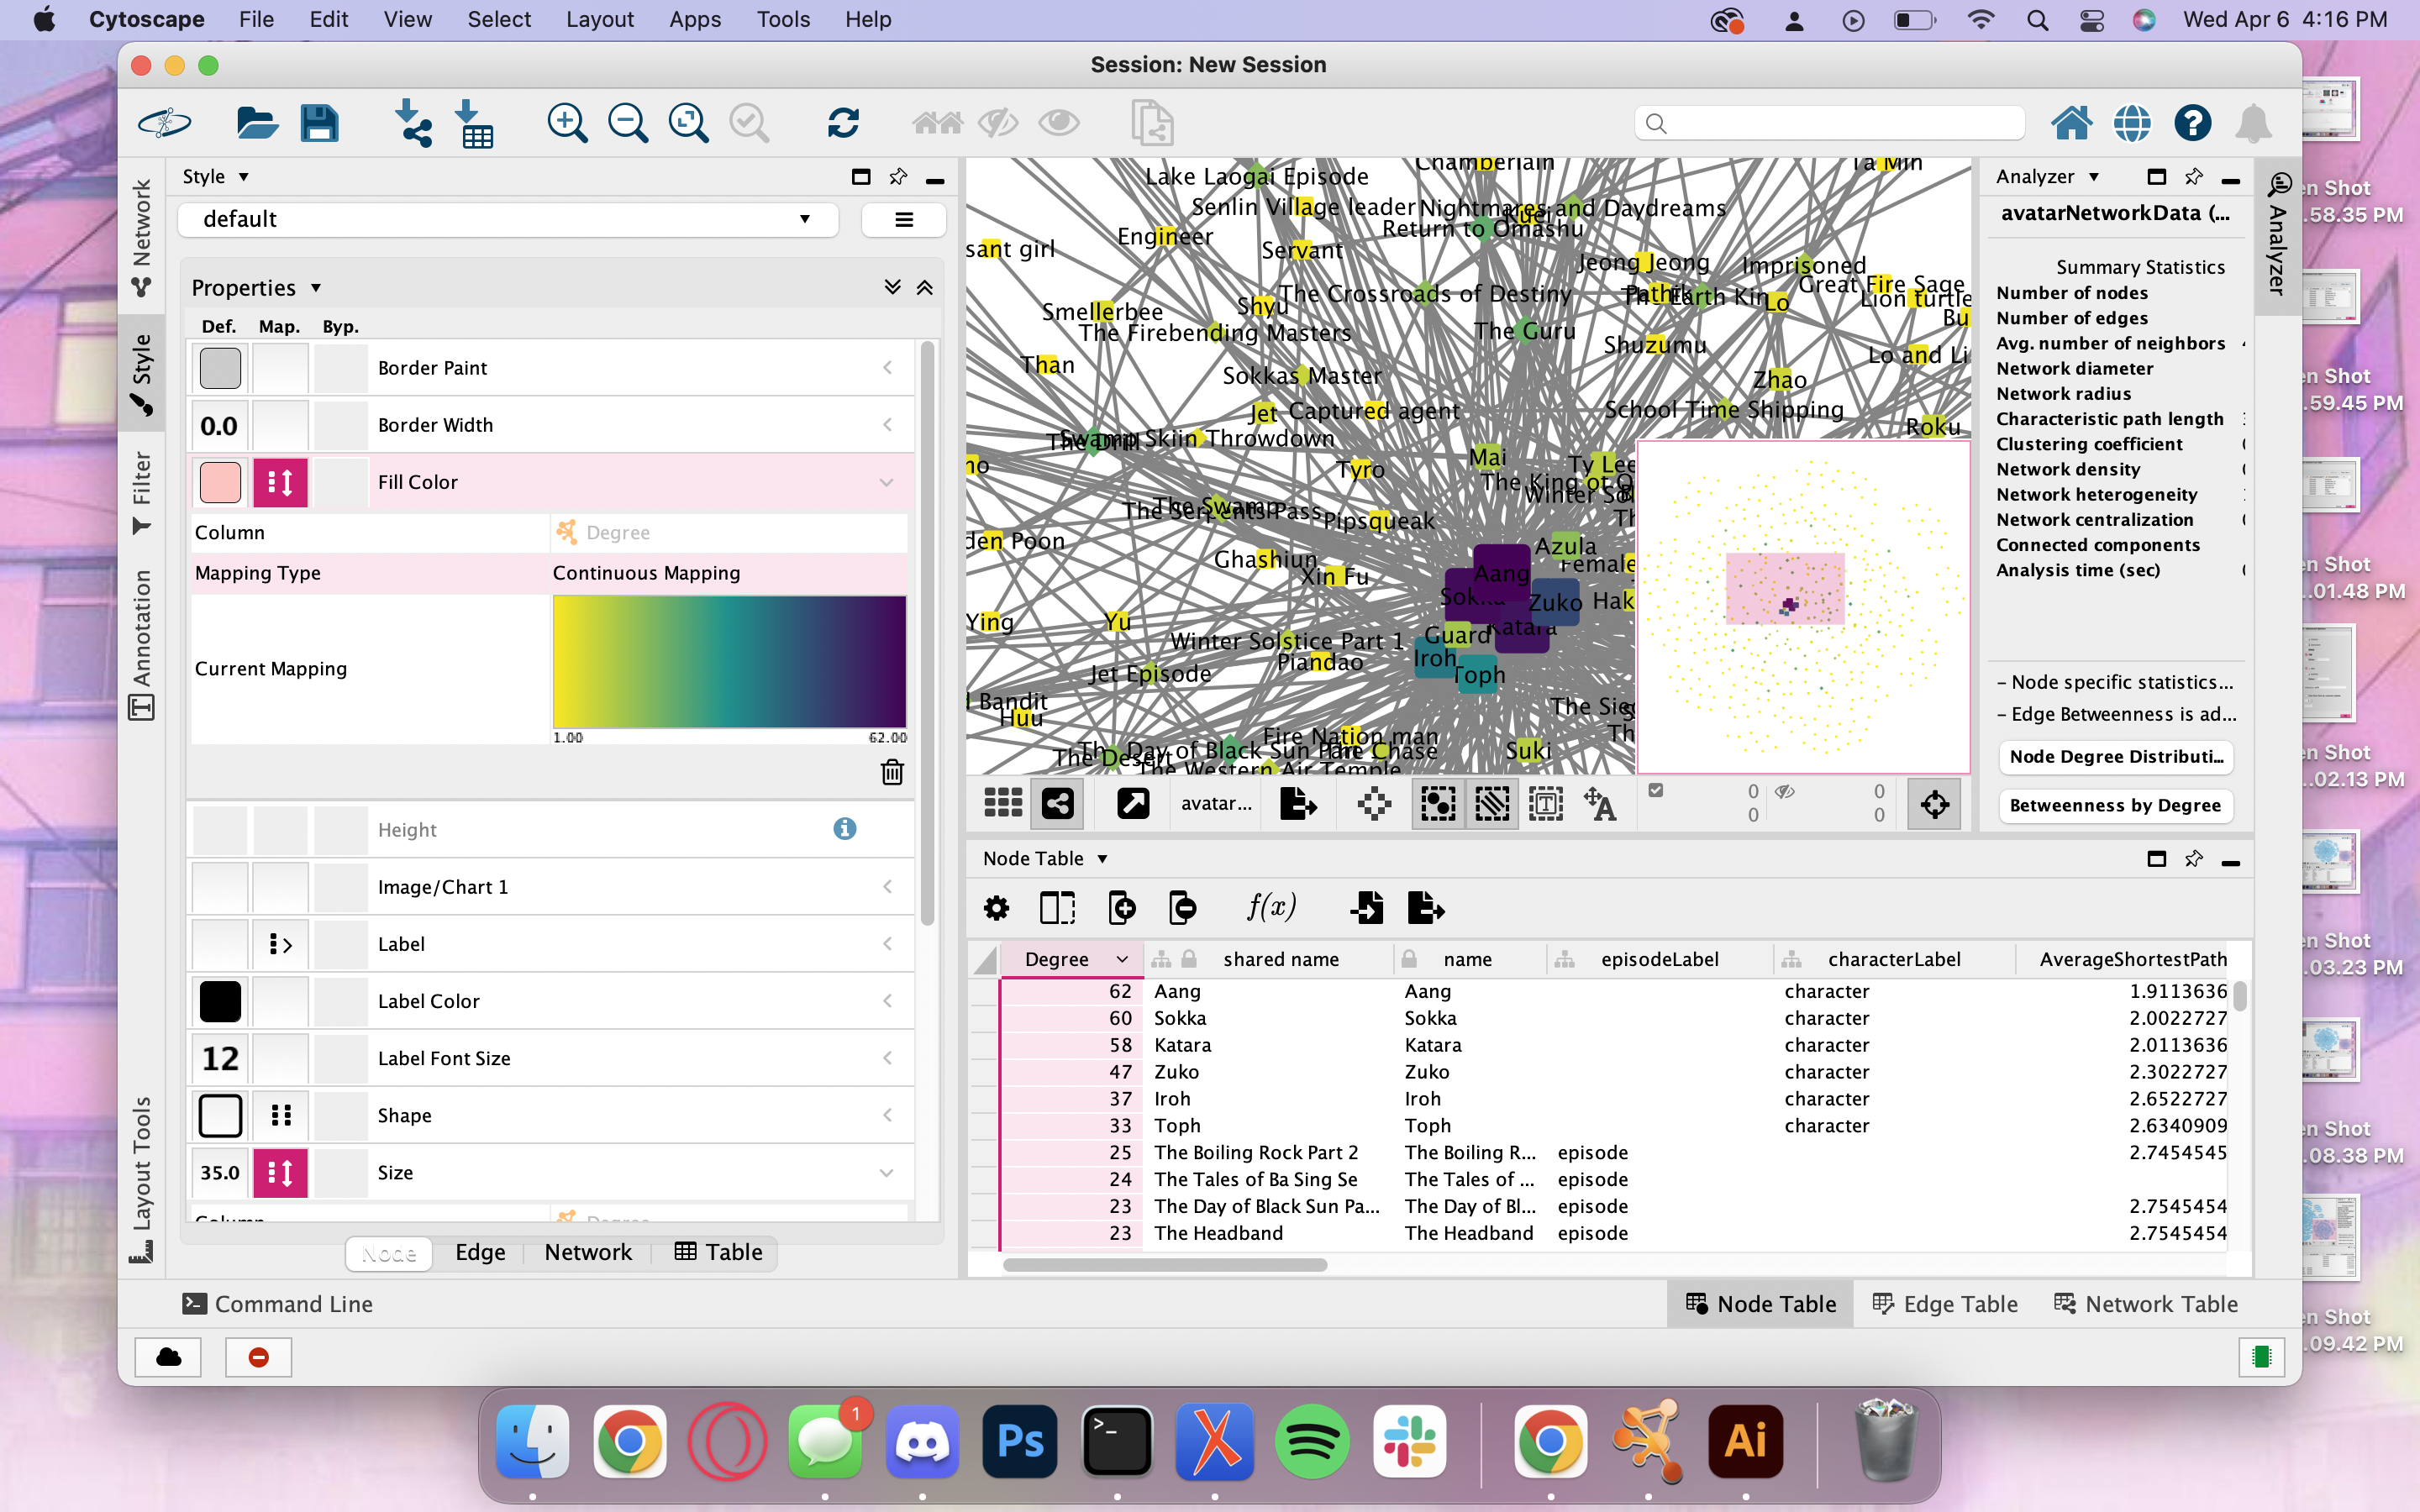 Cytoscape File Edit View Select Layout Apps Tools Help Wed Apr 6 4:16 PM
Session: New Session
Network
Style
Filter
Annotation
Layout Tools
Style
default
Properties
Def. Map. Byp.
Border Paint
0.0 Border Width
Fill Color
Column Degree
Mapping Type Continuous Mapping
Current Mapping
1.00 62.00
Height
Image/Chart 1
Label
Label Color
12 Label Font Size
Shape
35.0 Size
Node Edge Network Table
Chamberlain
Lake Laogai Episode
Senlin Village leader
Nightmares and Daydreams
Kuei
Return to Omashu
Engineer
Servant
sant girl
Jeong Jeong
Imprisoned
Great Fire Sage
Lion turtle
Pathik
Lo
Bu
The Crossroads of Destiny
Shyu
Smellerbee
The Firebending Masters
The Guru
Shuzumu
Lo and Li
Than
Sokkas Master
Zhao
Jet
Captured agent
School Time Shipping
Roku
The Drill
Swamp Skiin Throwdown
Mai
Ty Lee
Tyro
The Swamp
The Serpents Pass
Pipsqueak
den Poon
Azula
Ghashiun
Xin Fu
Aang
Sokka
Zuko
Katara
Guard
Ying
Yu
Winter Solstice Part 1
Piandao
Iroh
Toph
Jet Episode
Bandit
Huu
Fire Nation man
The Chase
Suki
The Desert
The Western Air Temple
avatar...
0 0
0 0
Analyzer
avatarNetworkData (...
Summary Statistics
Number of nodes
Number of edges
Avg. number of neighbors
Network diameter
Network radius
Characteristic path length
Clustering coefficient
Network density
Network heterogeneity
Network centralization
Connected components
Analysis time (sec)
- Node specific statistics...
- Edge Betweenness is ad...
Node Degree Distributi...
Betweenness by Degree
Analyzer
Node Table
f(x)
Degree shared name name episodeLabel characterLabel AverageShortestPath
62 Aang Aang character 1.9113636
60 Sokka Sokka character 2.0022727
58 Katara Katara character 2.0113636
47 Zuko Zuko character 2.3022727
37 Iroh Iroh character 2.6522727
33 Toph Toph character 2.6340909
25 The Boiling Rock Part 2 The Boiling R... episode 2.7454545
24 The Tales of Ba Sing Se The Tales of ... episode
23 The Day of Black Sun Pa... The Day of Bl... episode 2.7545454
23 The Headband The Headband episode 2.7545454
Command Line
Node Table Edge Table Network Table
en Shot
.58.35 PM
en Shot
.59.45 PM
en Shot
..01.48 PM
en Shot
..02.13 PM
en Shot
.03.23 PM
en Shot
.08.38 PM
en Shot
.09.42 PM
1
Ps
Ai